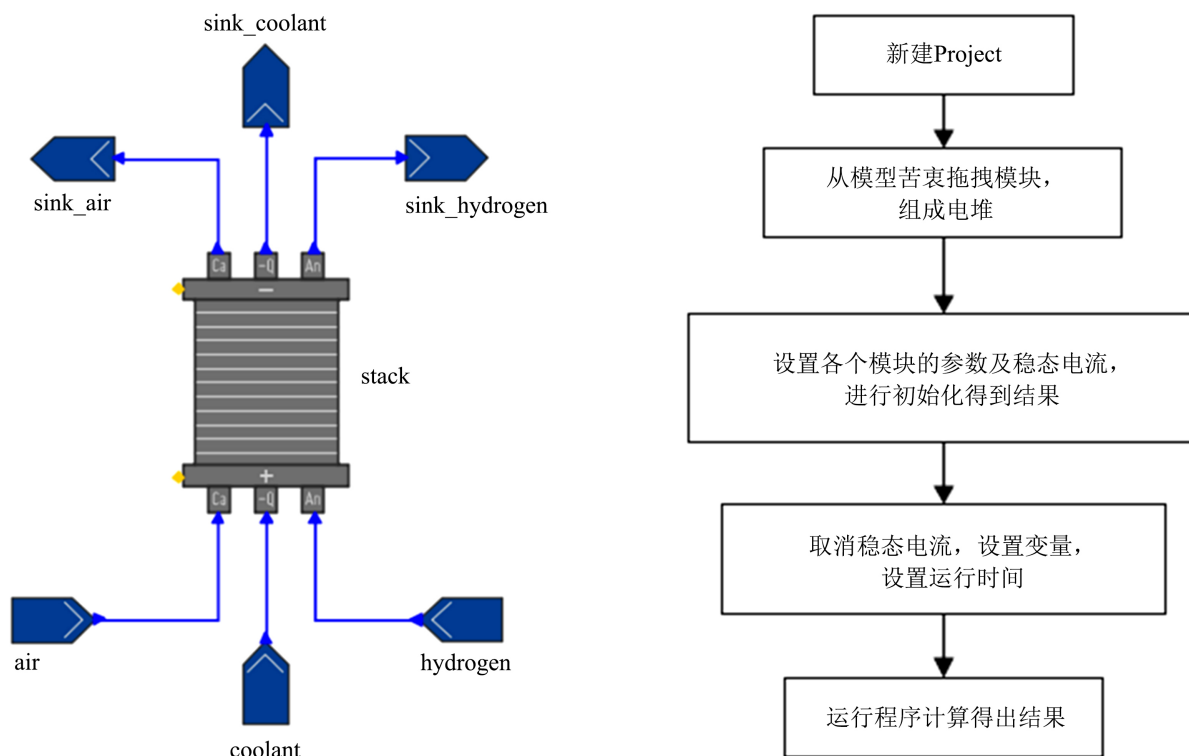 sink_coolant
sink_air
sink_hydrogen
Ca
-Q
An
−
stack
+
Ca
-Q
An
air
hydrogen
coolant
新建Project
从模型苦衷拖拽模块,
组成电堆
设置各个模块的参数及稳态电流,
进行初始化得到结果
取消稳态电流，设置变量,
设置运行时间
运行程序计算得出结果